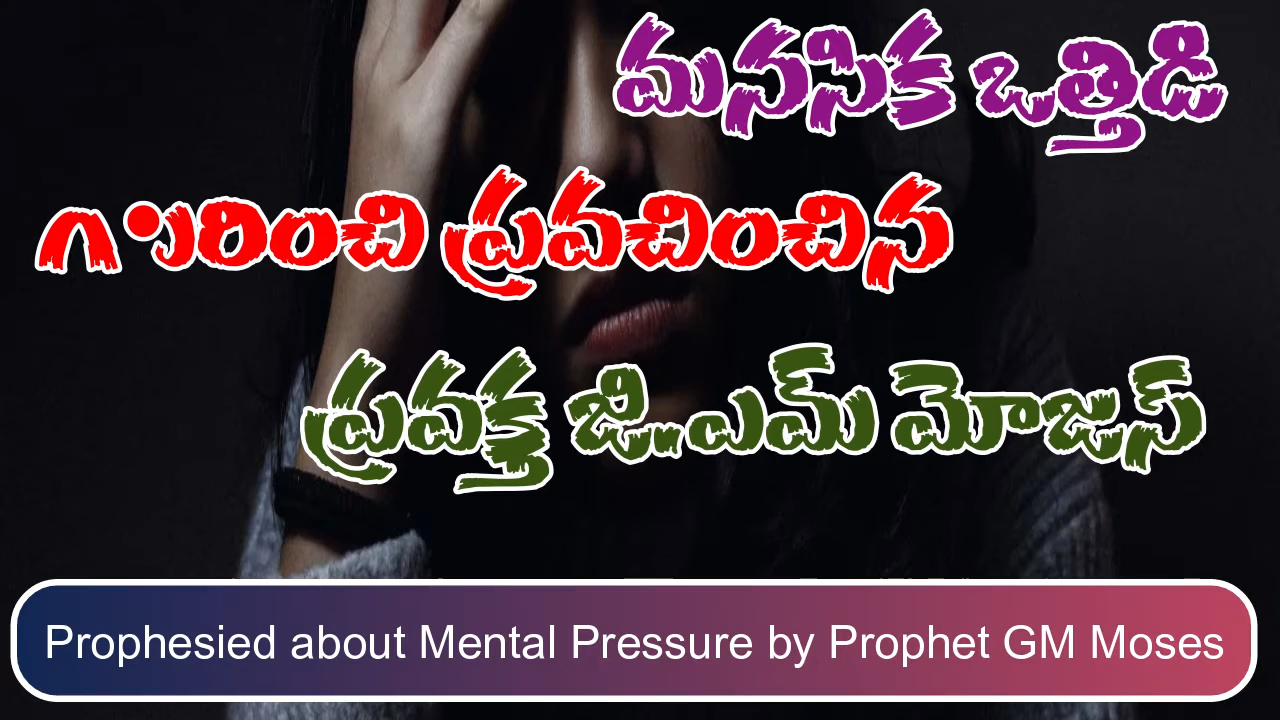 మనసిక ఒత్తిడి
గురించి ప్రవచించిన
ప్రవక్త జి.ఎమ్ మోజస్
Prophesied about Mental Pressure by Prophet GM Moses